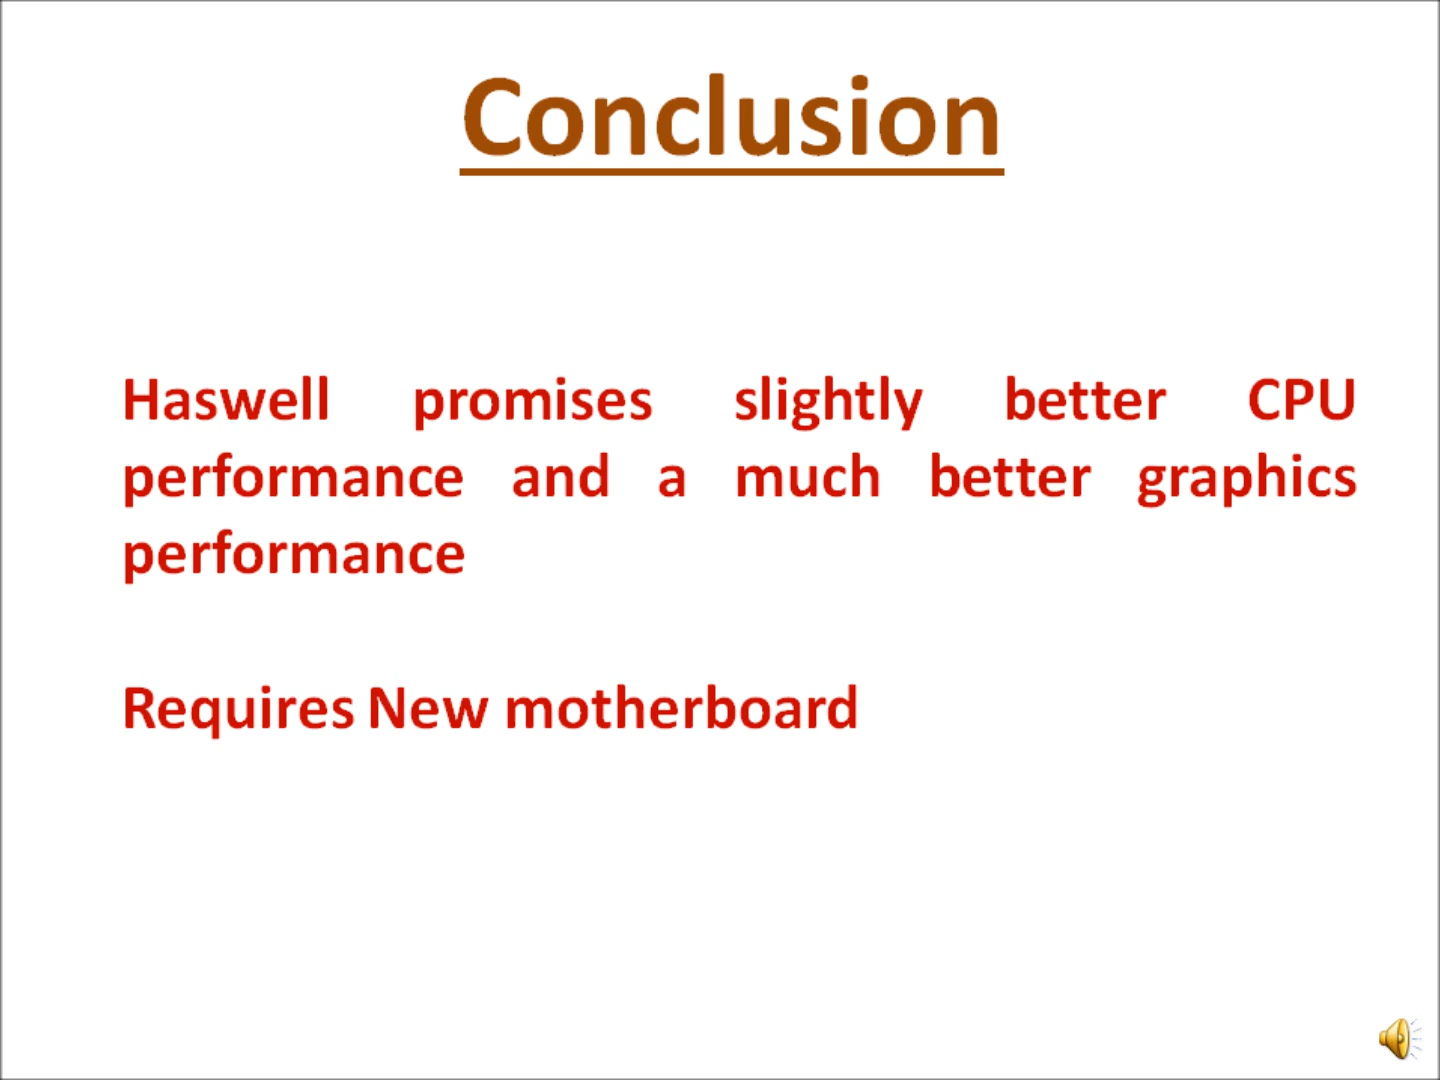 Conclusion
Haswell promises slightly better CPU
performance and a much better graphics
performance
Requires New motherboard